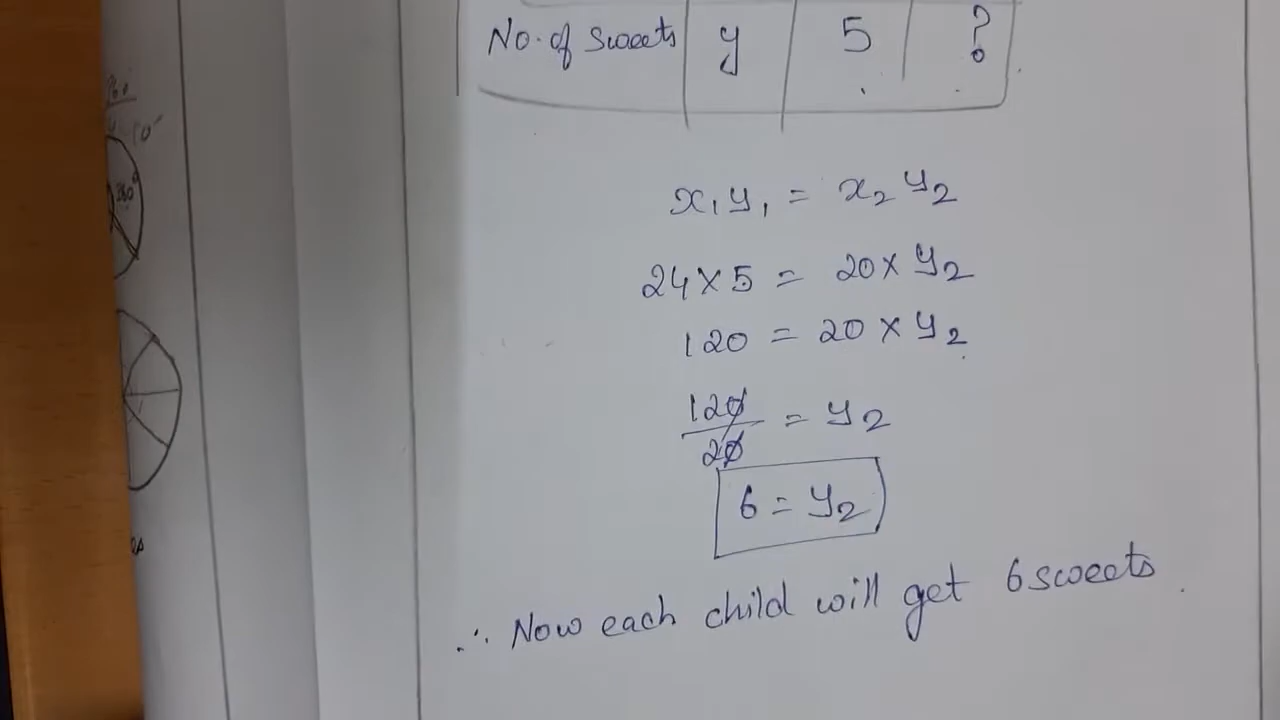 No. of Sweets y 5 ?
x₁y₁ = x₂y₂
24×5 = 20×y₂
120 = 20×y₂
120/20 = y₂
6 = y₂
∴ Now each child will get 6 sweets.